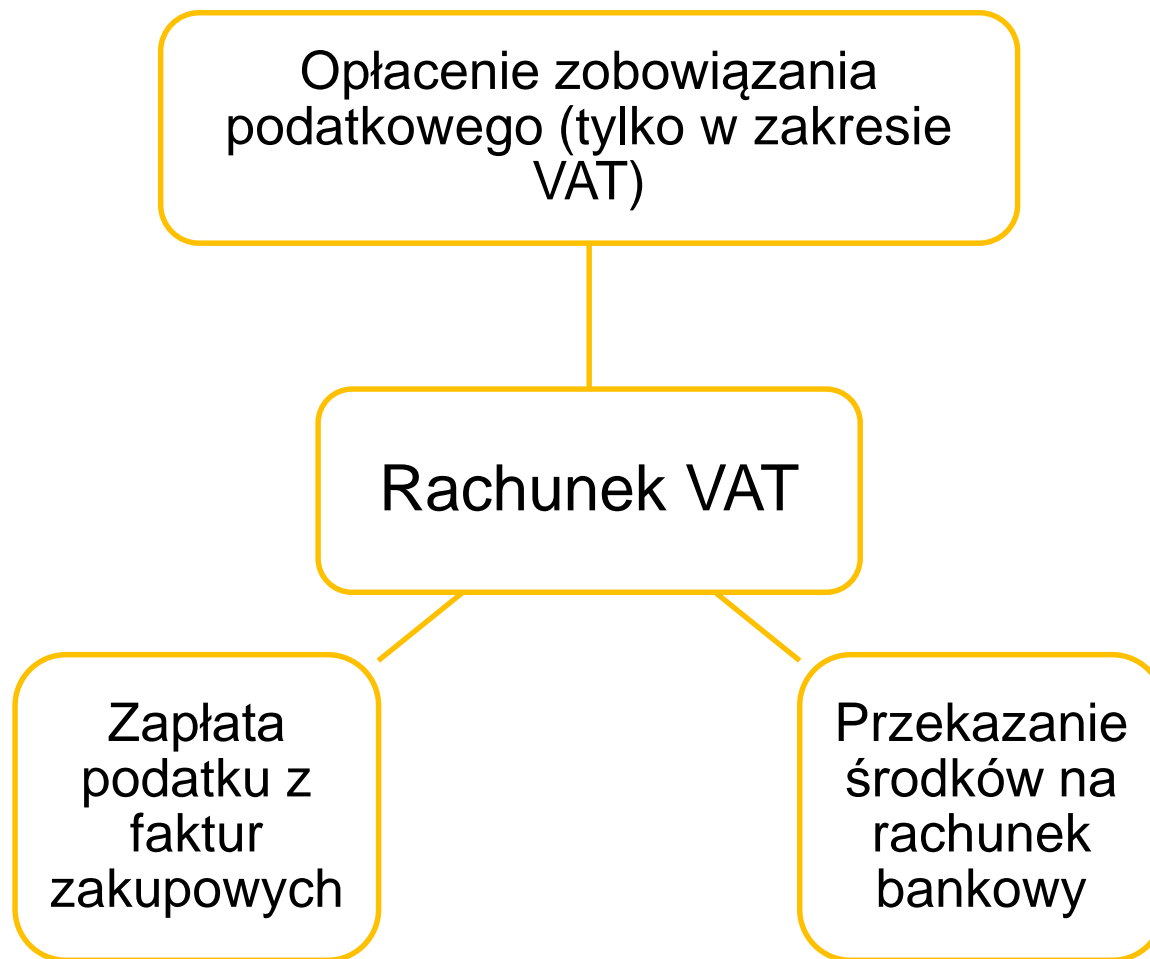 Opłacenie zobowiązania
podatkowego (tylko w zakresie
VAT)
Rachunek VAT
Zapłata
podatku z
faktur
zakupowych
Przekazanie
środków na
rachunek
bankowy